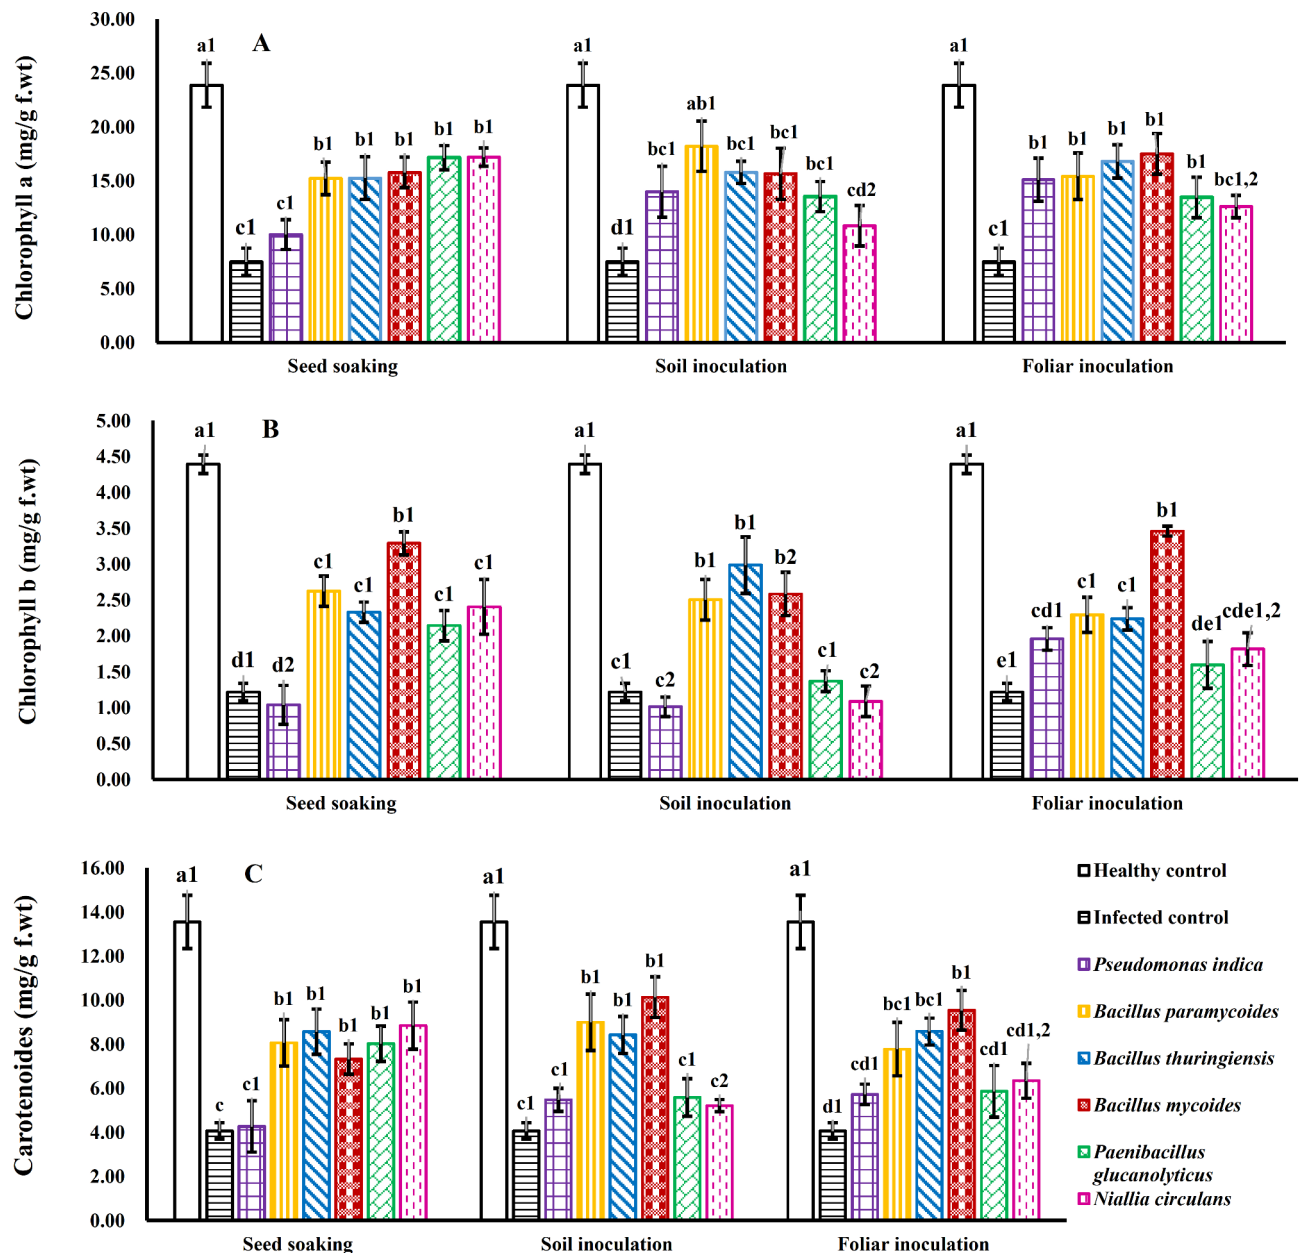 A
Chlorophyll a (mg/g f.wt)
30.00
25.00
20.00
15.00
10.00
5.00
0.00
a1 c1 c1 b1 b1 b1 b1 b1
a1 d1 bc1 ab1 bc1 bc1 bc1 cd2
a1 c1 b1 b1 b1 b1 b1 bc1,2
Seed soaking Soil inoculation Foliar inoculation
B
Chlorophyll b (mg/g f.wt)
5.00
4.50
4.00
3.50
3.00
2.50
2.00
1.50
1.00
0.50
0.00
a1 d1 d2 c1 c1 b1 c1 c1
a1 c1 c2 b1 b1 b2 c1 c2
a1 e1 cd1 c1 c1 b1 de1 cde1,2
Seed soaking Soil inoculation Foliar inoculation
C
Carotenoides (mg/g f.wt)
16.00
14.00
12.00
10.00
8.00
6.00
4.00
2.00
0.00
a1 c c1 b1 b1 b1 b1 b1
a1 c1 c1 b1 b1 b1 c1 c2
a1 d1 cd1 bc1 bc1 b1 cd1 cd1,2
Seed soaking Soil inoculation Foliar inoculation
Healthy control
Infected control
Pseudomonas indica
Bacillus paramycoides
Bacillus thuringiensis
Bacillus mycoides
Paenibacillus
glucanolyticus
Niallia circulans